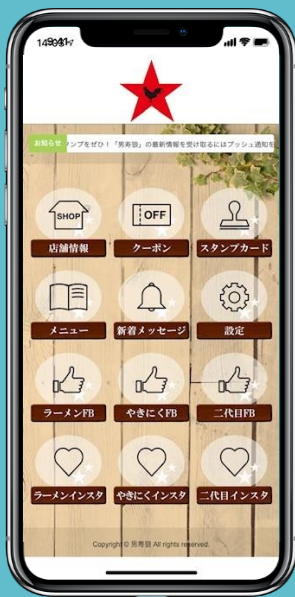 お知らせ ンプをぜひ！「男寿狼」の最新情報を受け取るにはプッシュ通知を
SHOP OFF
店舗情報 クーポン スタンプカード
メニュー 新着メッセージ 設定
ラーメンFB やきにくFB 二代目FB
ラーメンインスタ やきにくインスタ 二代目インスタ
Copyright © 男寿狼 All rights reserved.